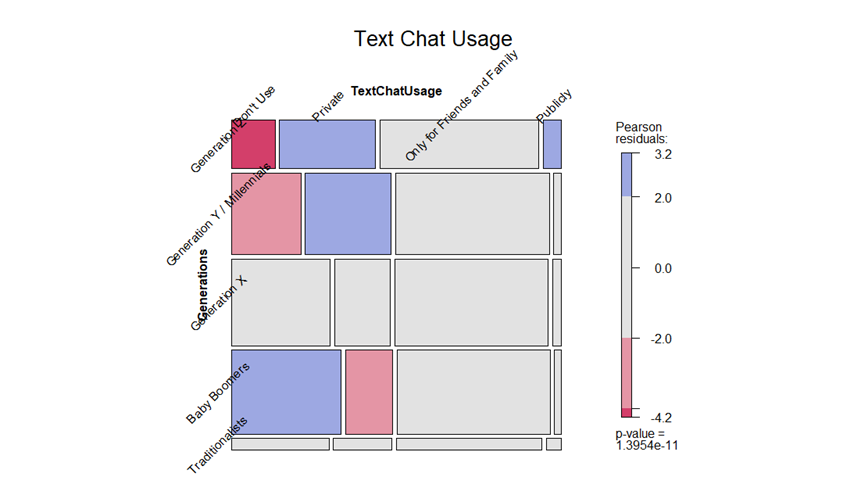 Text Chat Usage
TextChatUsage
Don't Use
Private
Only for Friends and Family
Publicly
Generations
Generation Z
Generation Y / Millennials
Generation X
Baby Boomers
Traditionalists
Pearson
residuals:
3.2
2.0
0.0
-2.0
-4.2
p-value =
1.3954e-11